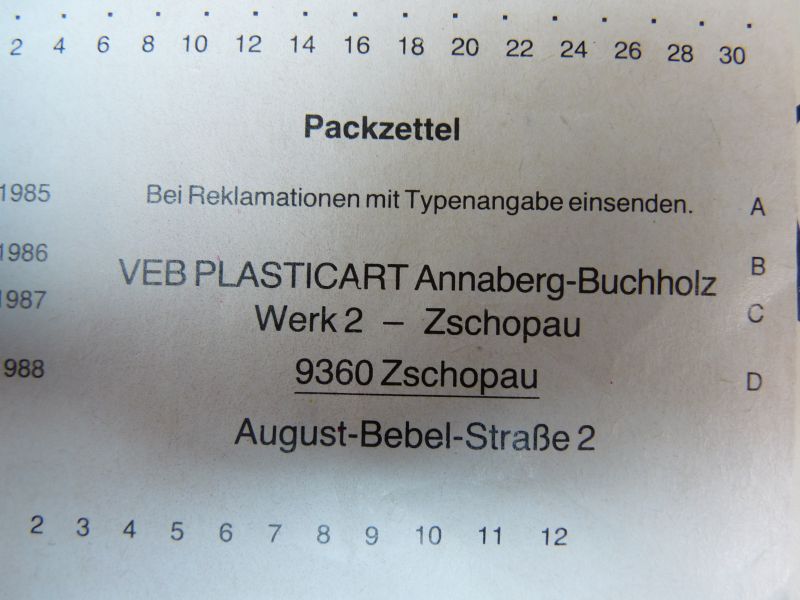 2 4 6 8 10 12 14 16 18 20 22 24 26 28 30
Packzettel
1985 Bei Reklamationen mit Typenangabe einsenden. A
1986 VEB PLASTICART Annaberg-Buchholz B
1987 Werk 2 – Zschopau C
988 9360 Zschopau D
August-Bebel-Straße 2
2 3 4 5 6 7 8 9 10 11 12